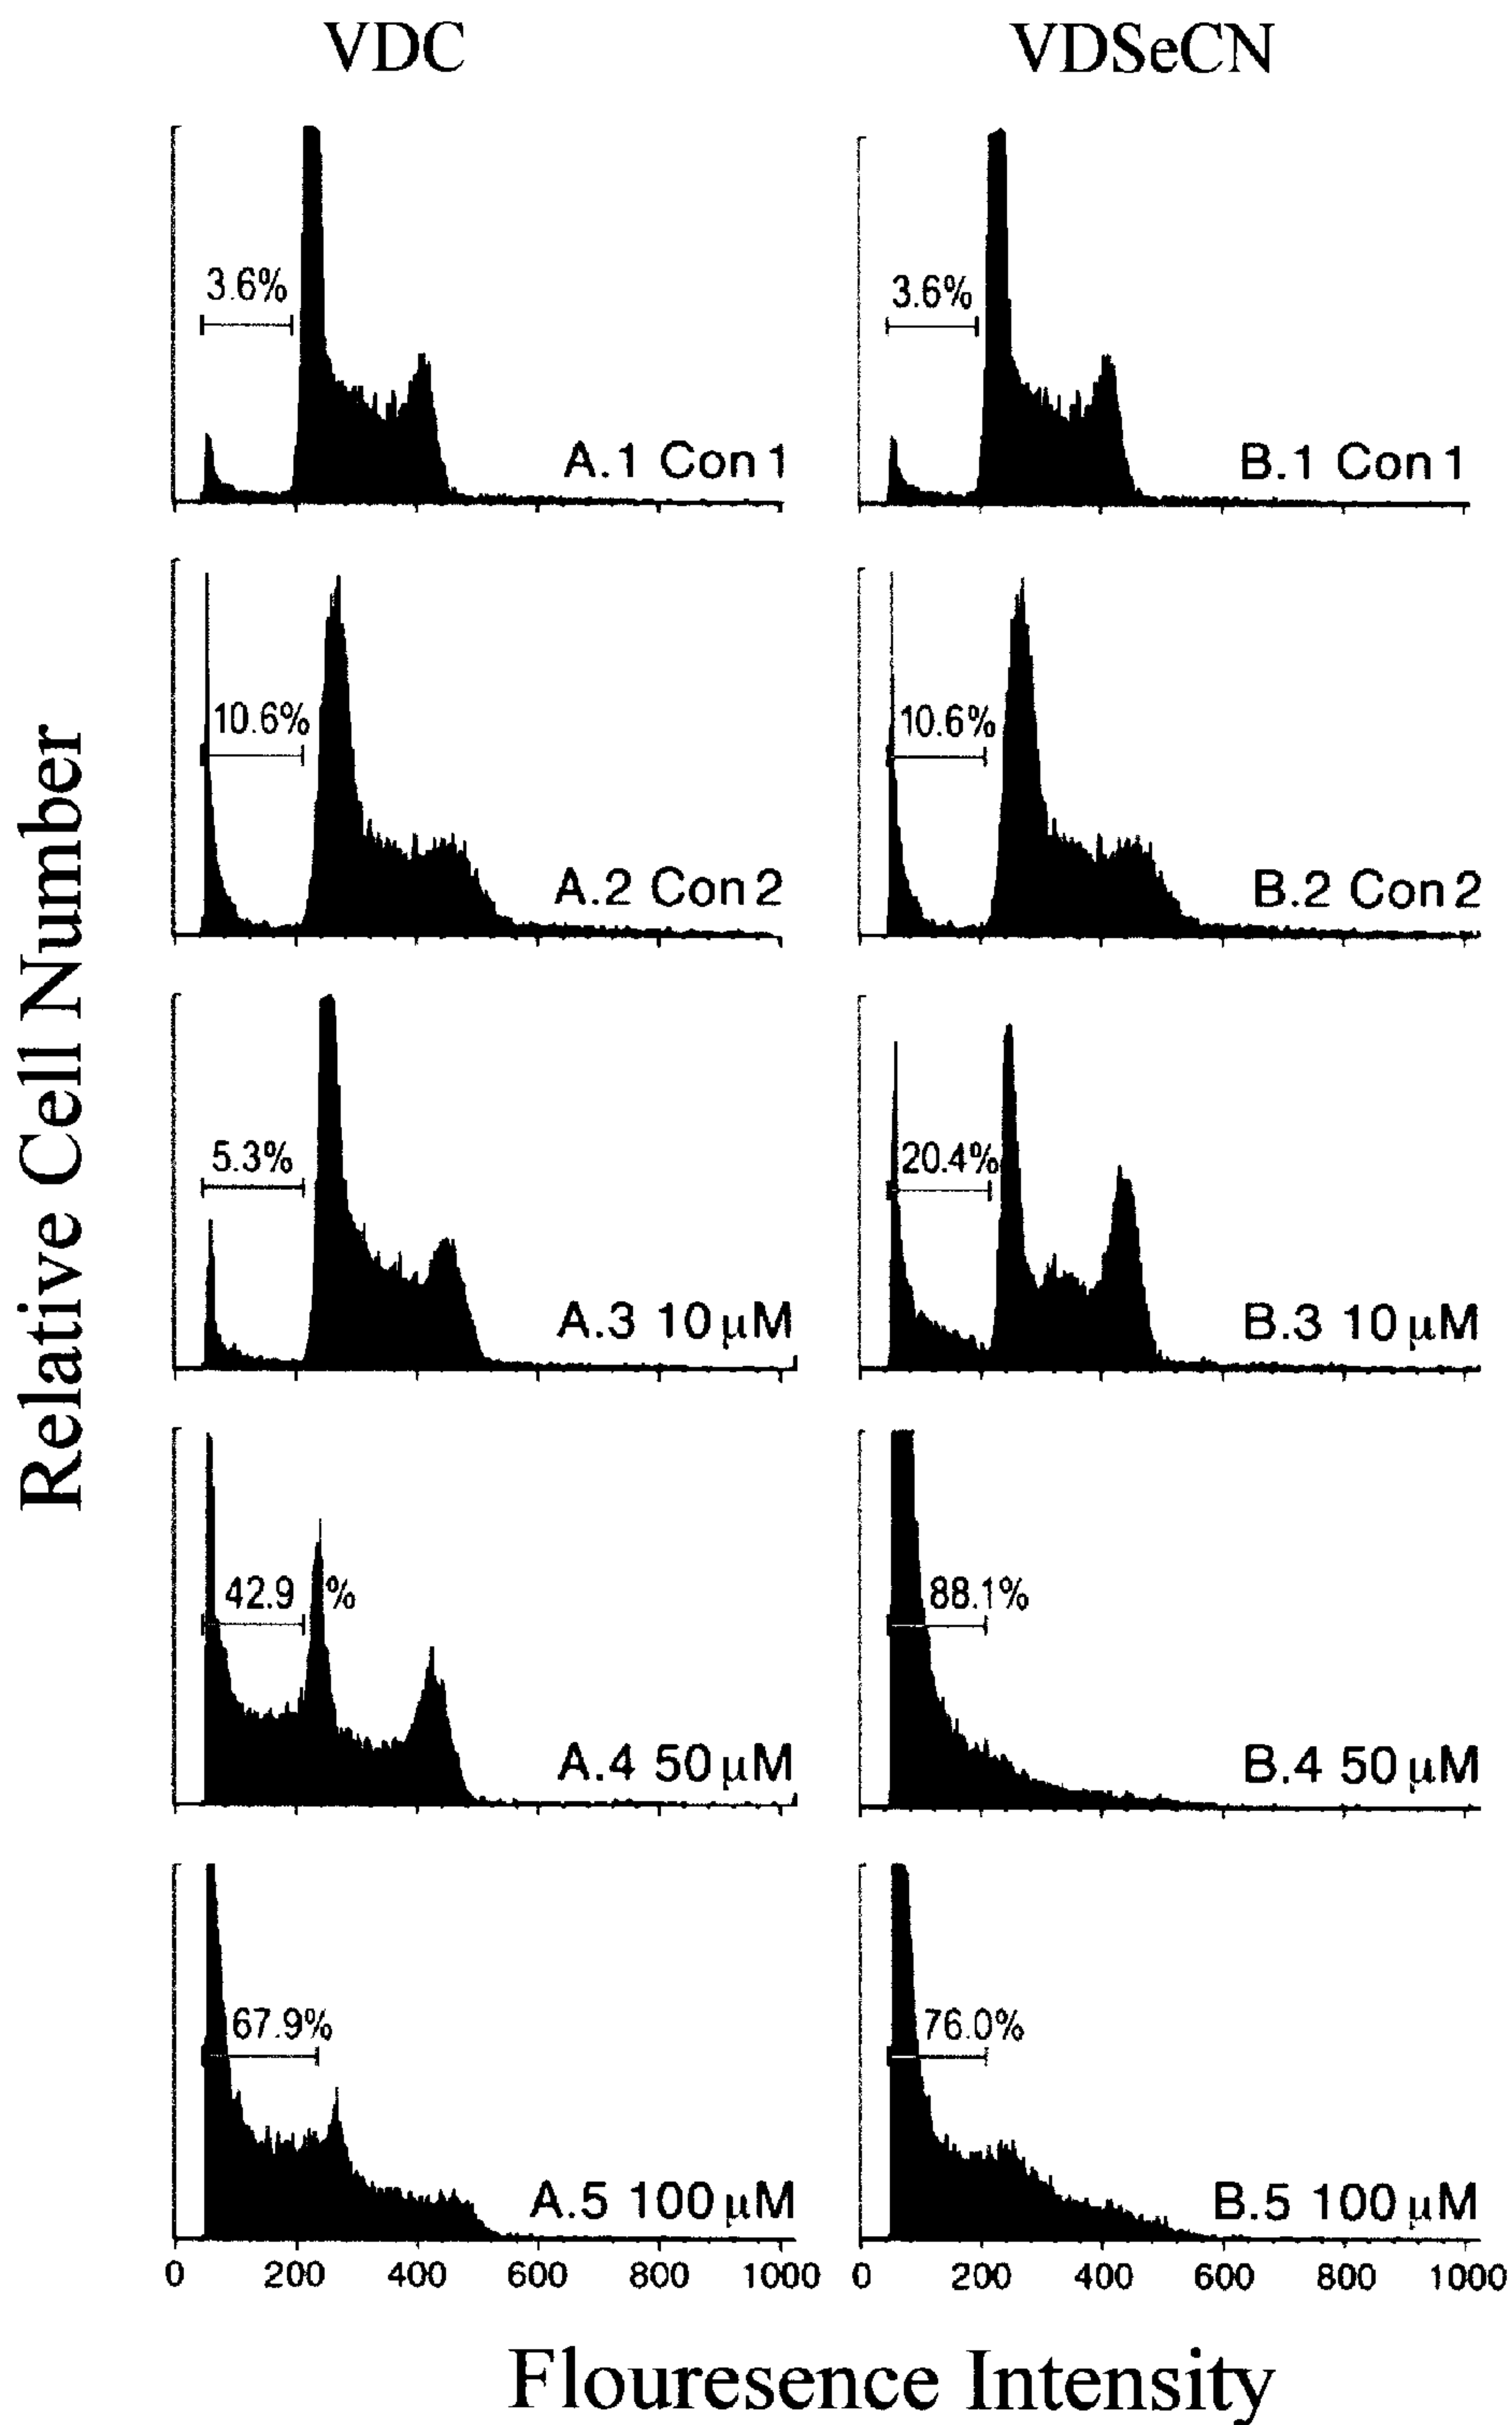 VDC
VDSeCN
Relative Cell Number
3.6%
A.1 Con 1
3.6%
B.1 Con 1
10.6%
A.2 Con 2
10.6%
B.2 Con 2
5.3%
A.3 10 μM
20.4%
B.3 10 μM
42.9 %
A.4 50 μM
88.1%
B.4 50 μM
67.9%
A.5 100 μM
76.0%
B.5 100 μM
0 200 400 600 800 1000
0 200 400 600 800 1000
Flouresence Intensity